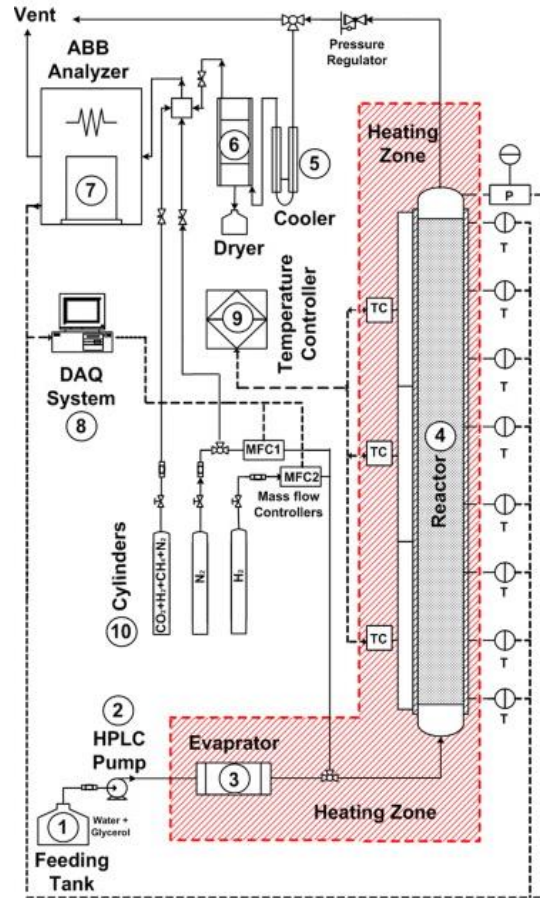 Vent
ABB
Analyzer
7
Pressure
Regulator
Heating
Zone
6
5
Cooler
Dryer
P
T
T
T
T
T
T
T
T
9
Temperature
Controller
TC
TC
TC
DAQ
System
8
MFC1
MFC2
Mass flow
Controllers
4
Reactor
Cylinders
10
CO₂+H₂+CH₄+N₂
N₂
H₂
2
HPLC
Pump
Evaprator
3
Heating Zone
1
Water +
Glycerol
Feeding
Tank